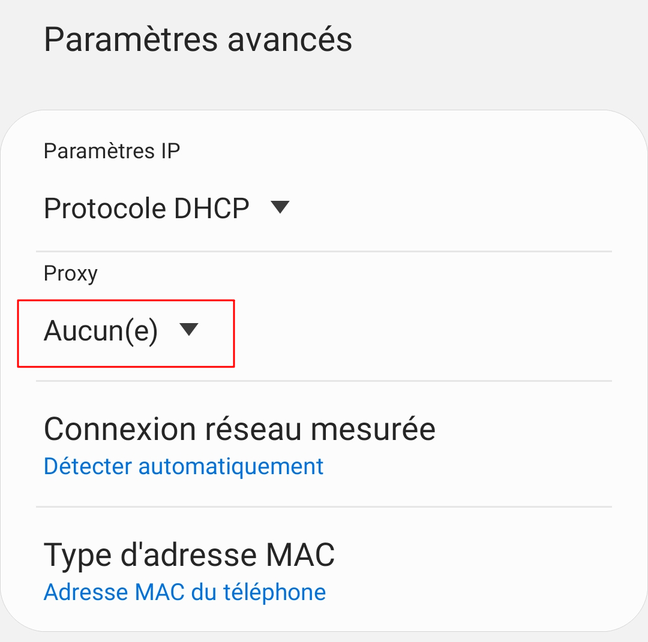 Paramètres avancés
Paramètres IP
Protocole DHCP
Proxy
Aucun(e)
Connexion réseau mesurée
Détecter automatiquement
Type d'adresse MAC
Adresse MAC du téléphone